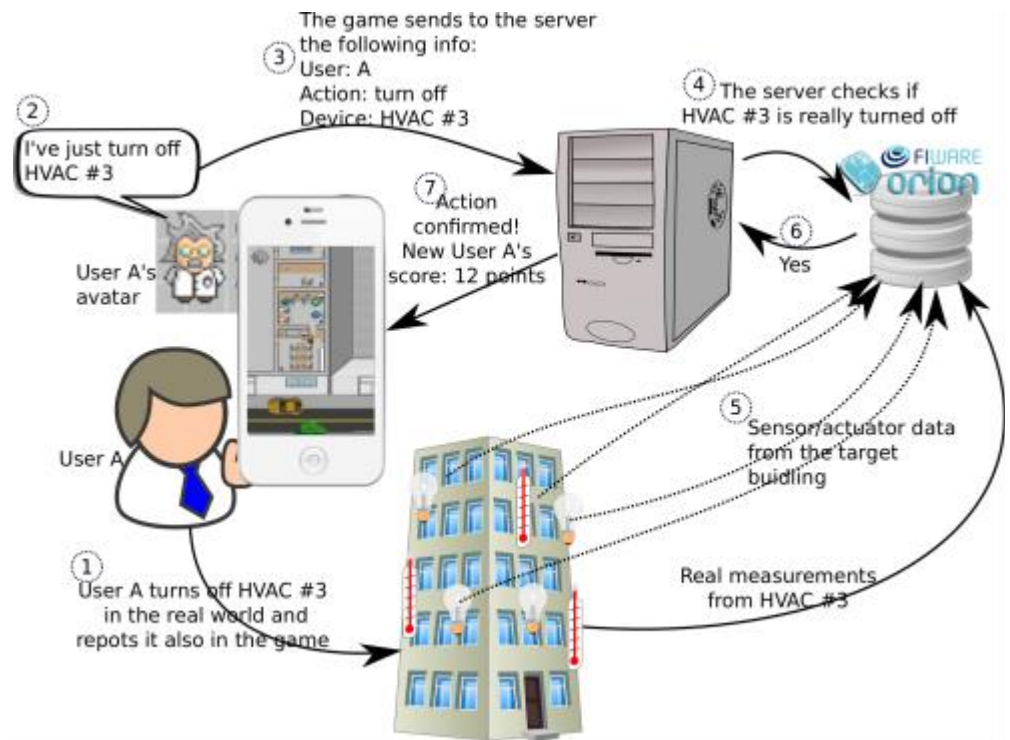 The game sends to the server
the following info:
3
User: A
Action: turn off
Device: HVAC #3
4
The server checks if
HVAC #3 is really turned off
2
I've just turn off
HVAC #3
FIWARE
orion
7
Action
confirmed!
New User A's
score: 12 points
6
Yes
User A's
avatar
User A
5
Sensor/actuator data
from the target
buidling
1
User A turns off HVAC #3
in the real world and
repots it also in the game
Real measurements
from HVAC #3